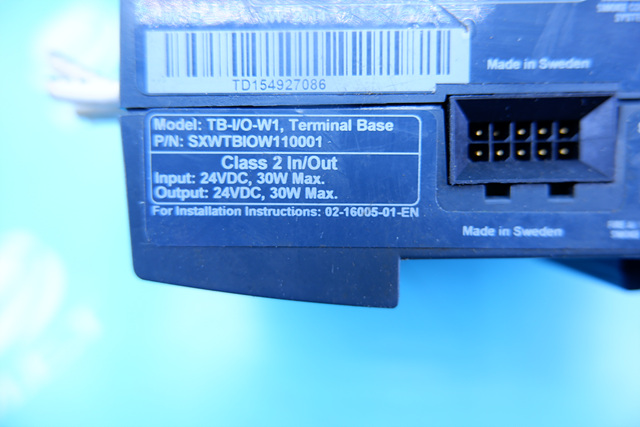 TD154927086
Made in Sweden
Model: TB-I/O-W1, Terminal Base
P/N: SXWTBIOW110001
Class 2 In/Out
Input: 24VDC, 30W Max.
Output: 24VDC, 30W Max.
For Installation Instructions: 02-16005-01-EN
Made in Sweden